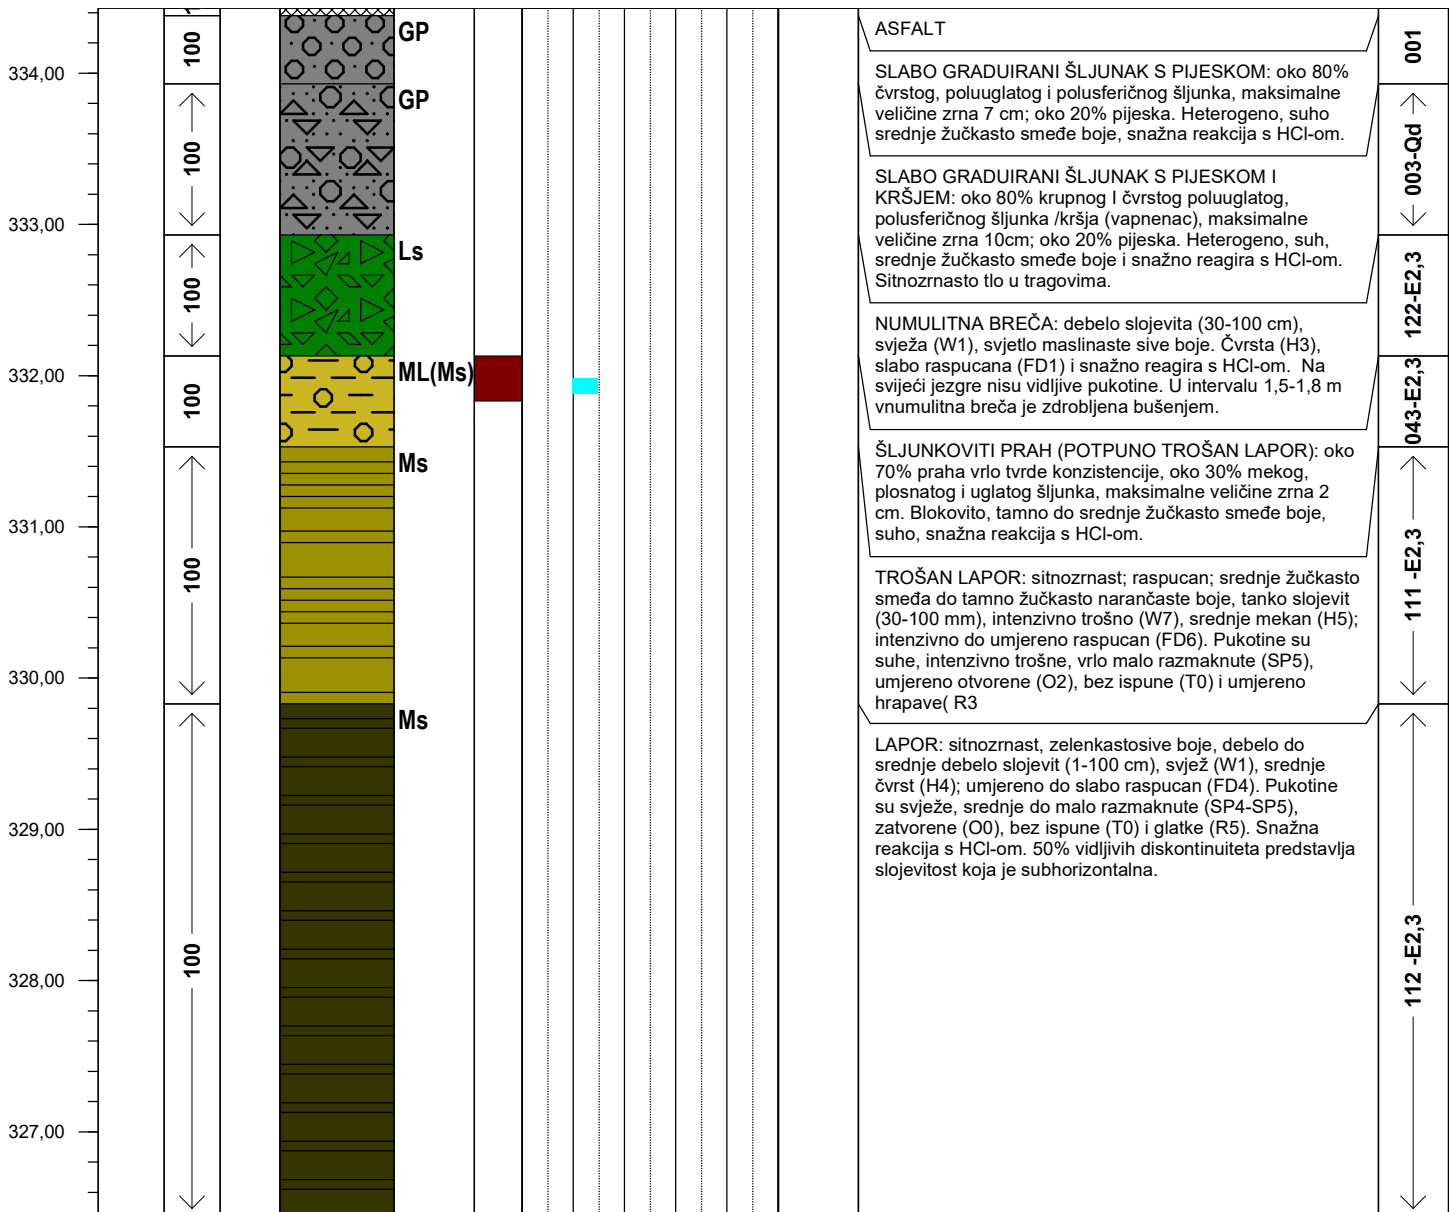 334,00
333,00
332,00
331,00
330,00
329,00
328,00
327,00
100
100
100
100
100
100
GP
GP
Ls
ML(Ms)
Ms
Ms
ASFALT
SLABO GRADUIRANI ŠLJUNAK S PIJESKOM: oko 80%
čvrstog, poluuglatog i polusferičnog šljunka, maksimalne
veličine zrna 7 cm; oko 20% pijeska. Heterogeno, suho
srednje žučkasto smeđe boje, snažna reakcija s HCl-om.
SLABO GRADUIRANI ŠLJUNAK S PIJESKOM I
KRŠJEM: oko 80% krupnog I čvrstog poluuglatog,
polusferičnog šljunka /kršja (vapnenac), maksimalne
veličine zrna 10cm; oko 20% pijeska. Heterogeno, suh,
srednje žučkasto smeđe boje i snažno reagira s HCl-om.
Sitnozrnasto tlo u tragovima.
NUMULITNA BREČA: debelo slojevita (30-100 cm),
svježa (W1), svjetlo maslinaste sive boje. Čvrsta (H3),
slabo raspucana (FD1) i snažno reagira s HCl-om. Na
svijeći jezgre nisu vidljive pukotine. U intervalu 1,5-1,8 m
vnumulitna breča je zdrobljena bušenjem.
ŠLJUNKOVITI PRAH (POTPUNO TROŠAN LAPOR): oko
70% praha vrlo tvrde konzistencije, oko 30% mekog,
plosnatog i uglatog šljunka, maksimalne veličine zrna 2
cm. Blokovito, tamno do srednje žučkasto smeđe boje,
suho, snažna reakcija s HCl-om.
TROŠAN LAPOR: sitnozrnast; raspucan; srednje žučkasto
smeđa do tamno žučkasto narančaste boje, tanko slojevit
(30-100 mm), intenzivno trošno (W7), srednje mekan (H5);
intenzivno do umjereno raspucan (FD6). Pukotine su
suhe, intenzivno trošne, vrlo malo razmaknute (SP5),
umjereno otvorene (O2), bez ispune (T0) i umjereno
hrapave( R3
LAPOR: sitnozrnast, zelenkastosive boje, debelo do
srednje debelo slojevit (1-100 cm), svjež (W1), srednje
čvrst (H4); umjereno do slabo raspucan (FD4). Pukotine
su svježe, srednje do malo razmaknute (SP4-SP5),
zatvorene (O0), bez ispune (T0) i glatke (R5). Snažna
reakcija s HCl-om. 50% vidljivih diskontinuiteta predstavlja
slojevitost koja je subhorizontalna.
001
003-Qd
122-E2,3
043-E2,3
111 -E2,3
112 -E2,3